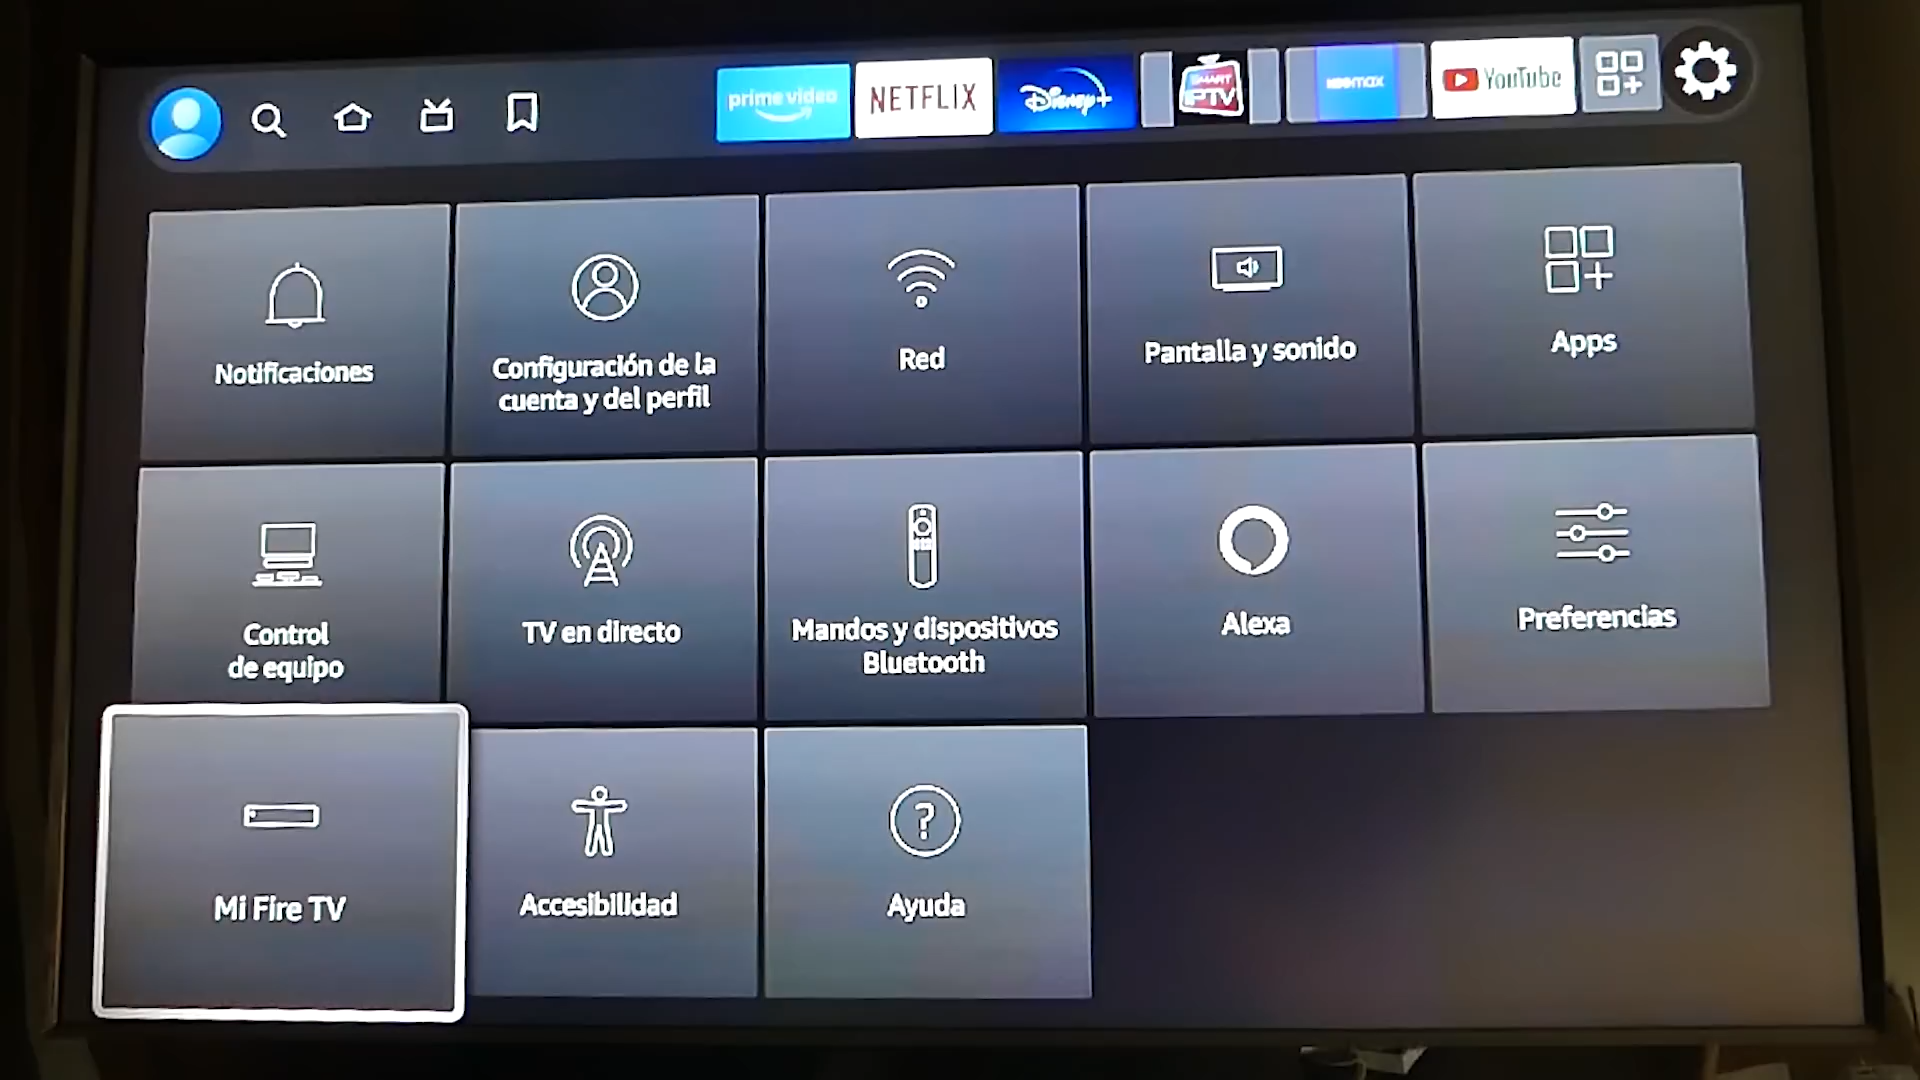 prime video
NETFLIX
Disney+
SMART
IPTV
HBOMAX
YouTube
Notificaciones
Configuración de la
cuenta y del perfil
Red
Pantalla y sonido
Apps
Control
de equipo
TV en directo
Mandos y dispositivos
Bluetooth
Alexa
Preferencias
Mi Fire TV
Accesibilidad
?
Ayuda